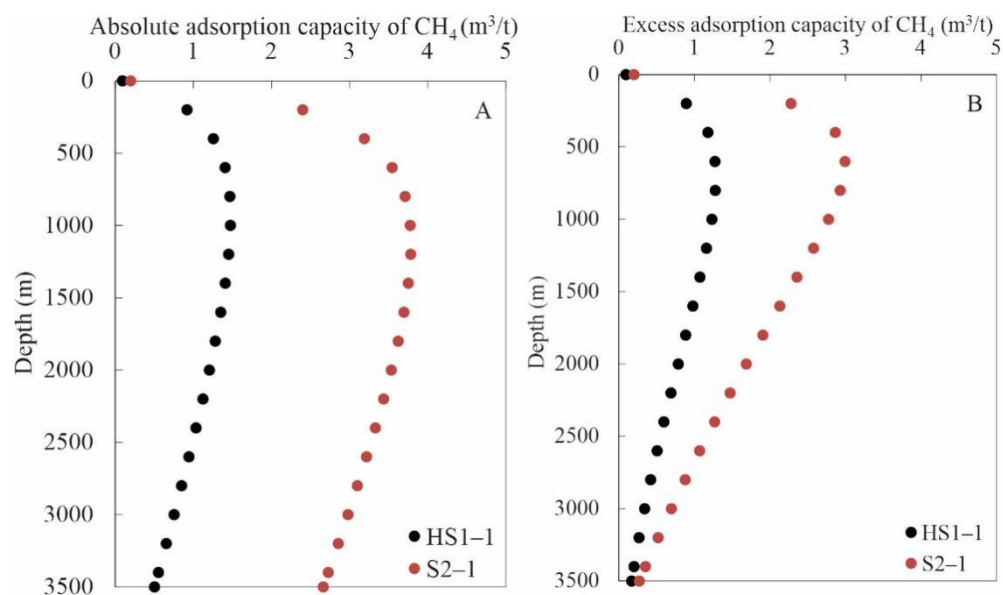 Absolute adsorption capacity of CH₄ (m³/t)
0 1 2 3 4 5
0
500
1000
1500
2000
2500
3000
3500
Depth (m)
A
HS1–1
S2–1
Excess adsorption capacity of CH₄ (m³/t)
0 1 2 3 4 5
0
500
1000
1500
2000
2500
3000
3500
Depth (m)
B
HS1–1
S2–1